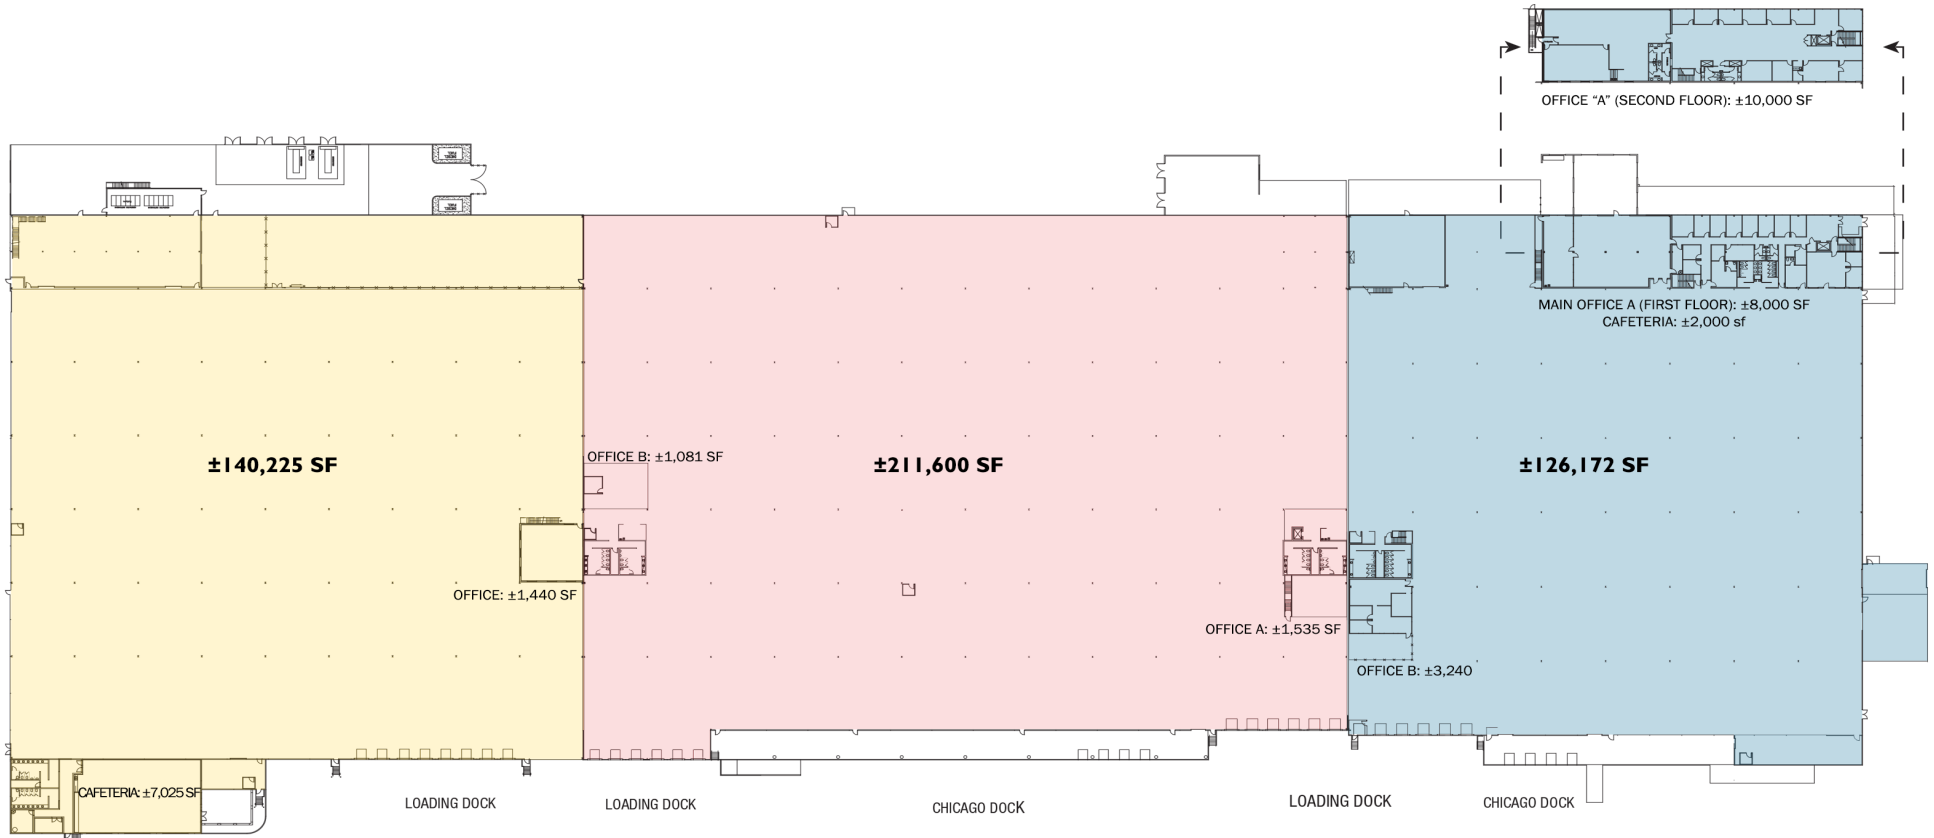 OFFICE “A” (SECOND FLOOR): ±10,000 SF
MAIN OFFICE A (FIRST FLOOR): ±8,000 SF
CAFETERIA: ±2,000 sf
±140,225 SF
OFFICE B: ±1,081 SF
±211,600 SF
±126,172 SF
OFFICE: ±1,440 SF
OFFICE A: ±1,535 SF
OFFICE B: ±3,240
CAFETERIA: ±7,025 SF
LOADING DOCK
LOADING DOCK
CHICAGO DOCK
LOADING DOCK
CHICAGO DOCK